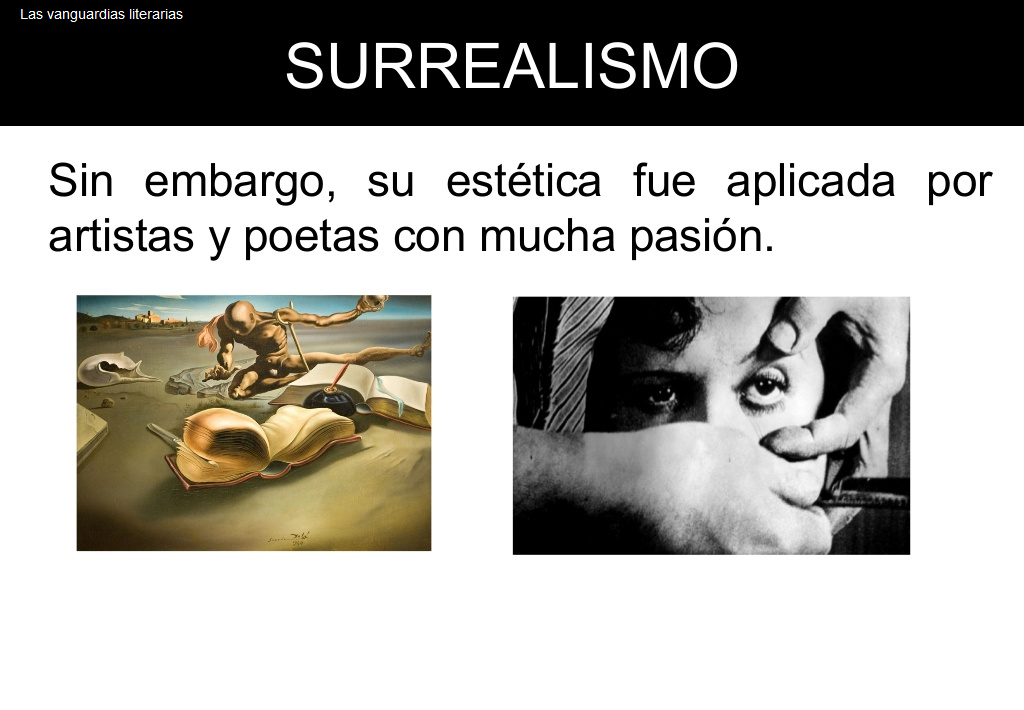 Las vanguardias literarias
SURREALISMO
Sin embargo, su estética fue aplicada por
artistas y poetas con mucha pasión.